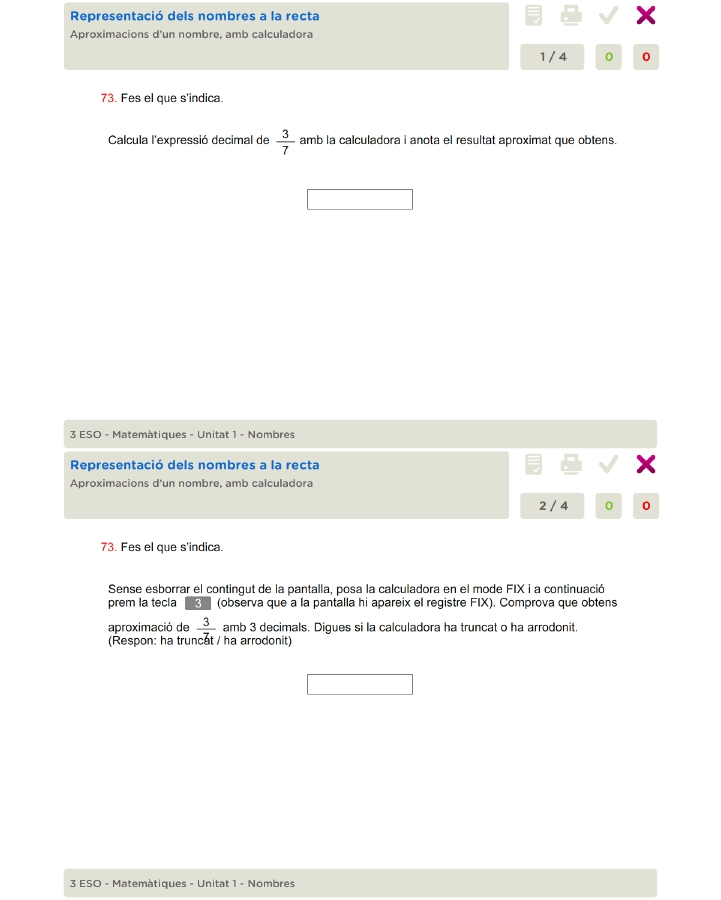 Representació dels nombres a la recta
Aproximacions d'un nombre, amb calculadora
1 / 4 0 0
73. Fes el que s'indica.
Calcula l'expressió decimal de 3/7 amb la calculadora i anota el resultat aproximat que obtens.
3 ESO - Matemàtiques - Unitat 1 - Nombres
Representació dels nombres a la recta
Aproximacions d'un nombre, amb calculadora
2 / 4 0 0
73. Fes el que s'indica.
Sense esborrar el contingut de la pantalla, posa la calculadora en el mode FIX i a continuació
prem la tecla 3 (observa que a la pantalla hi apareix el registre FIX). Comprova que obtens
aproximació de 3/7 amb 3 decimals. Digues si la calculadora ha truncat o ha arrodonit.
(Respon: ha truncat / ha arrodonit)
3 ESO - Matemàtiques - Unitat 1 - Nombres